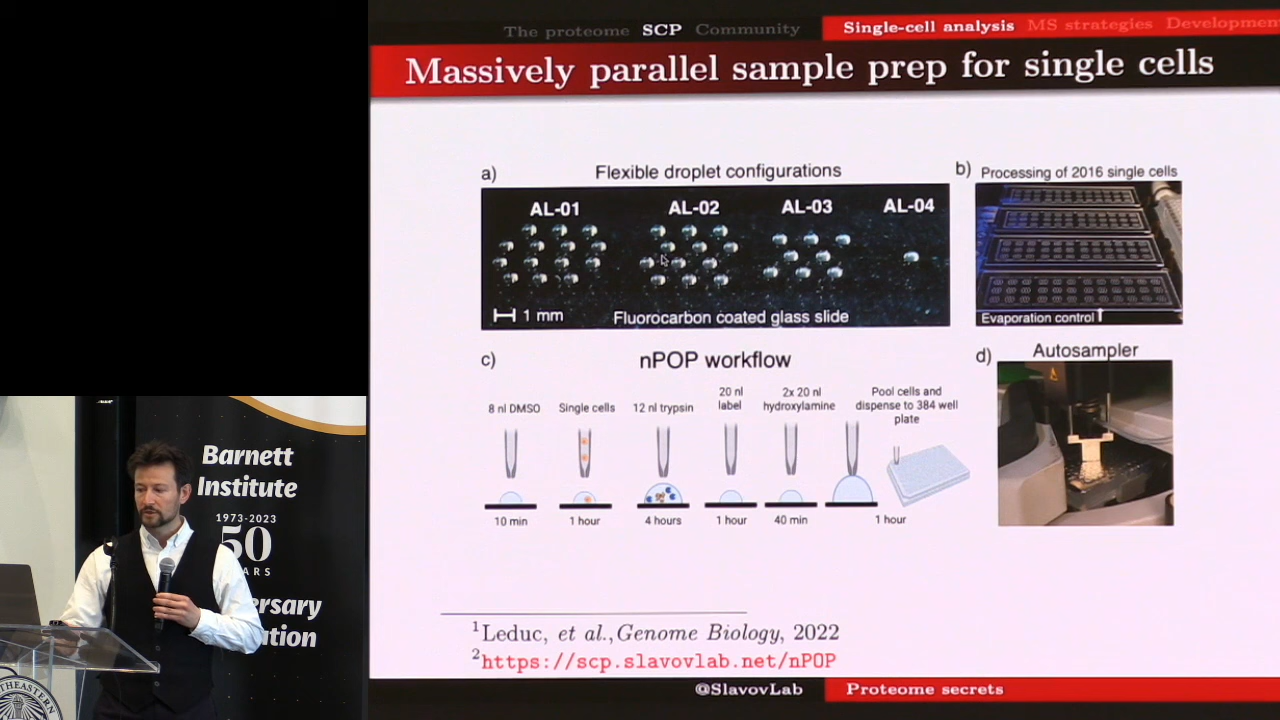 The proteome SCP Community
Single-cell analysis MS strategies
Massively parallel sample prep for single cells
a)
Flexible droplet configurations
AL-01
AL-02
AL-03
AL-04
1 mm
Fluorocarbon coated glass slide
b)
Processing of 2016 single cells
Evaporation control
c)
nPOP workflow
8 nl DMSO
Single cells
12 nl trypsin
20 nl
label
2x 20 nl
hydroxylamine
Pool cells and
dispense to 384 well
plate
10 min
1 hour
4 hours
1 hour
40 min
1 hour
d)
Autosampler
1Leduc, et al., Genome Biology, 2022
2https://scp.slavovlab.net/nPOP
@SlavovLab
Proteome secrets
Barnett
Institute
1973-2023
50